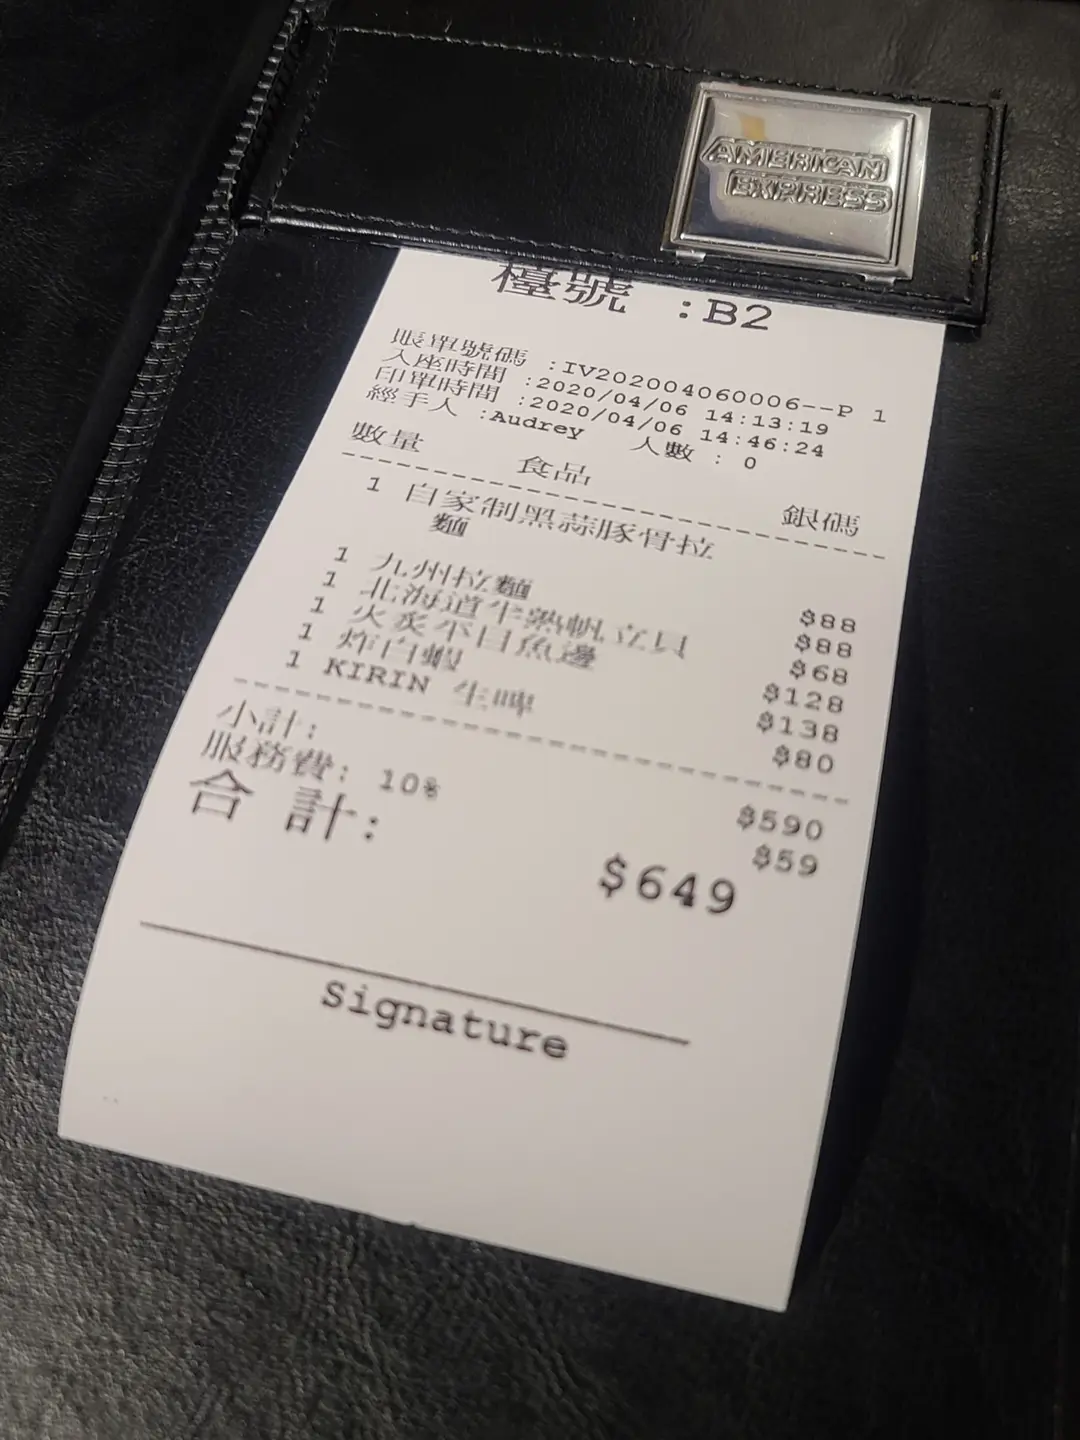 AMERICAN
EXPRESS
檯號 :B2
賬單號碼 :IV202004060006--P 1
入座時間 :2020/04/06 14:13:19
印單時間 :2020/04/06 14:46:24
經手人 :Audrey 人數 : 0
數量 食品 銀碼
1 自家制黑蒜豚骨拉
麵 $88
1 九州拉麵 $88
1 北海道半熟帆立貝 $68
1 火炙不目魚邊 $128
1 炸白蝦 $138
1 KIRIN 生啤 $80
小計: $590
服務費: 10% $59
合 計: $649
Signature